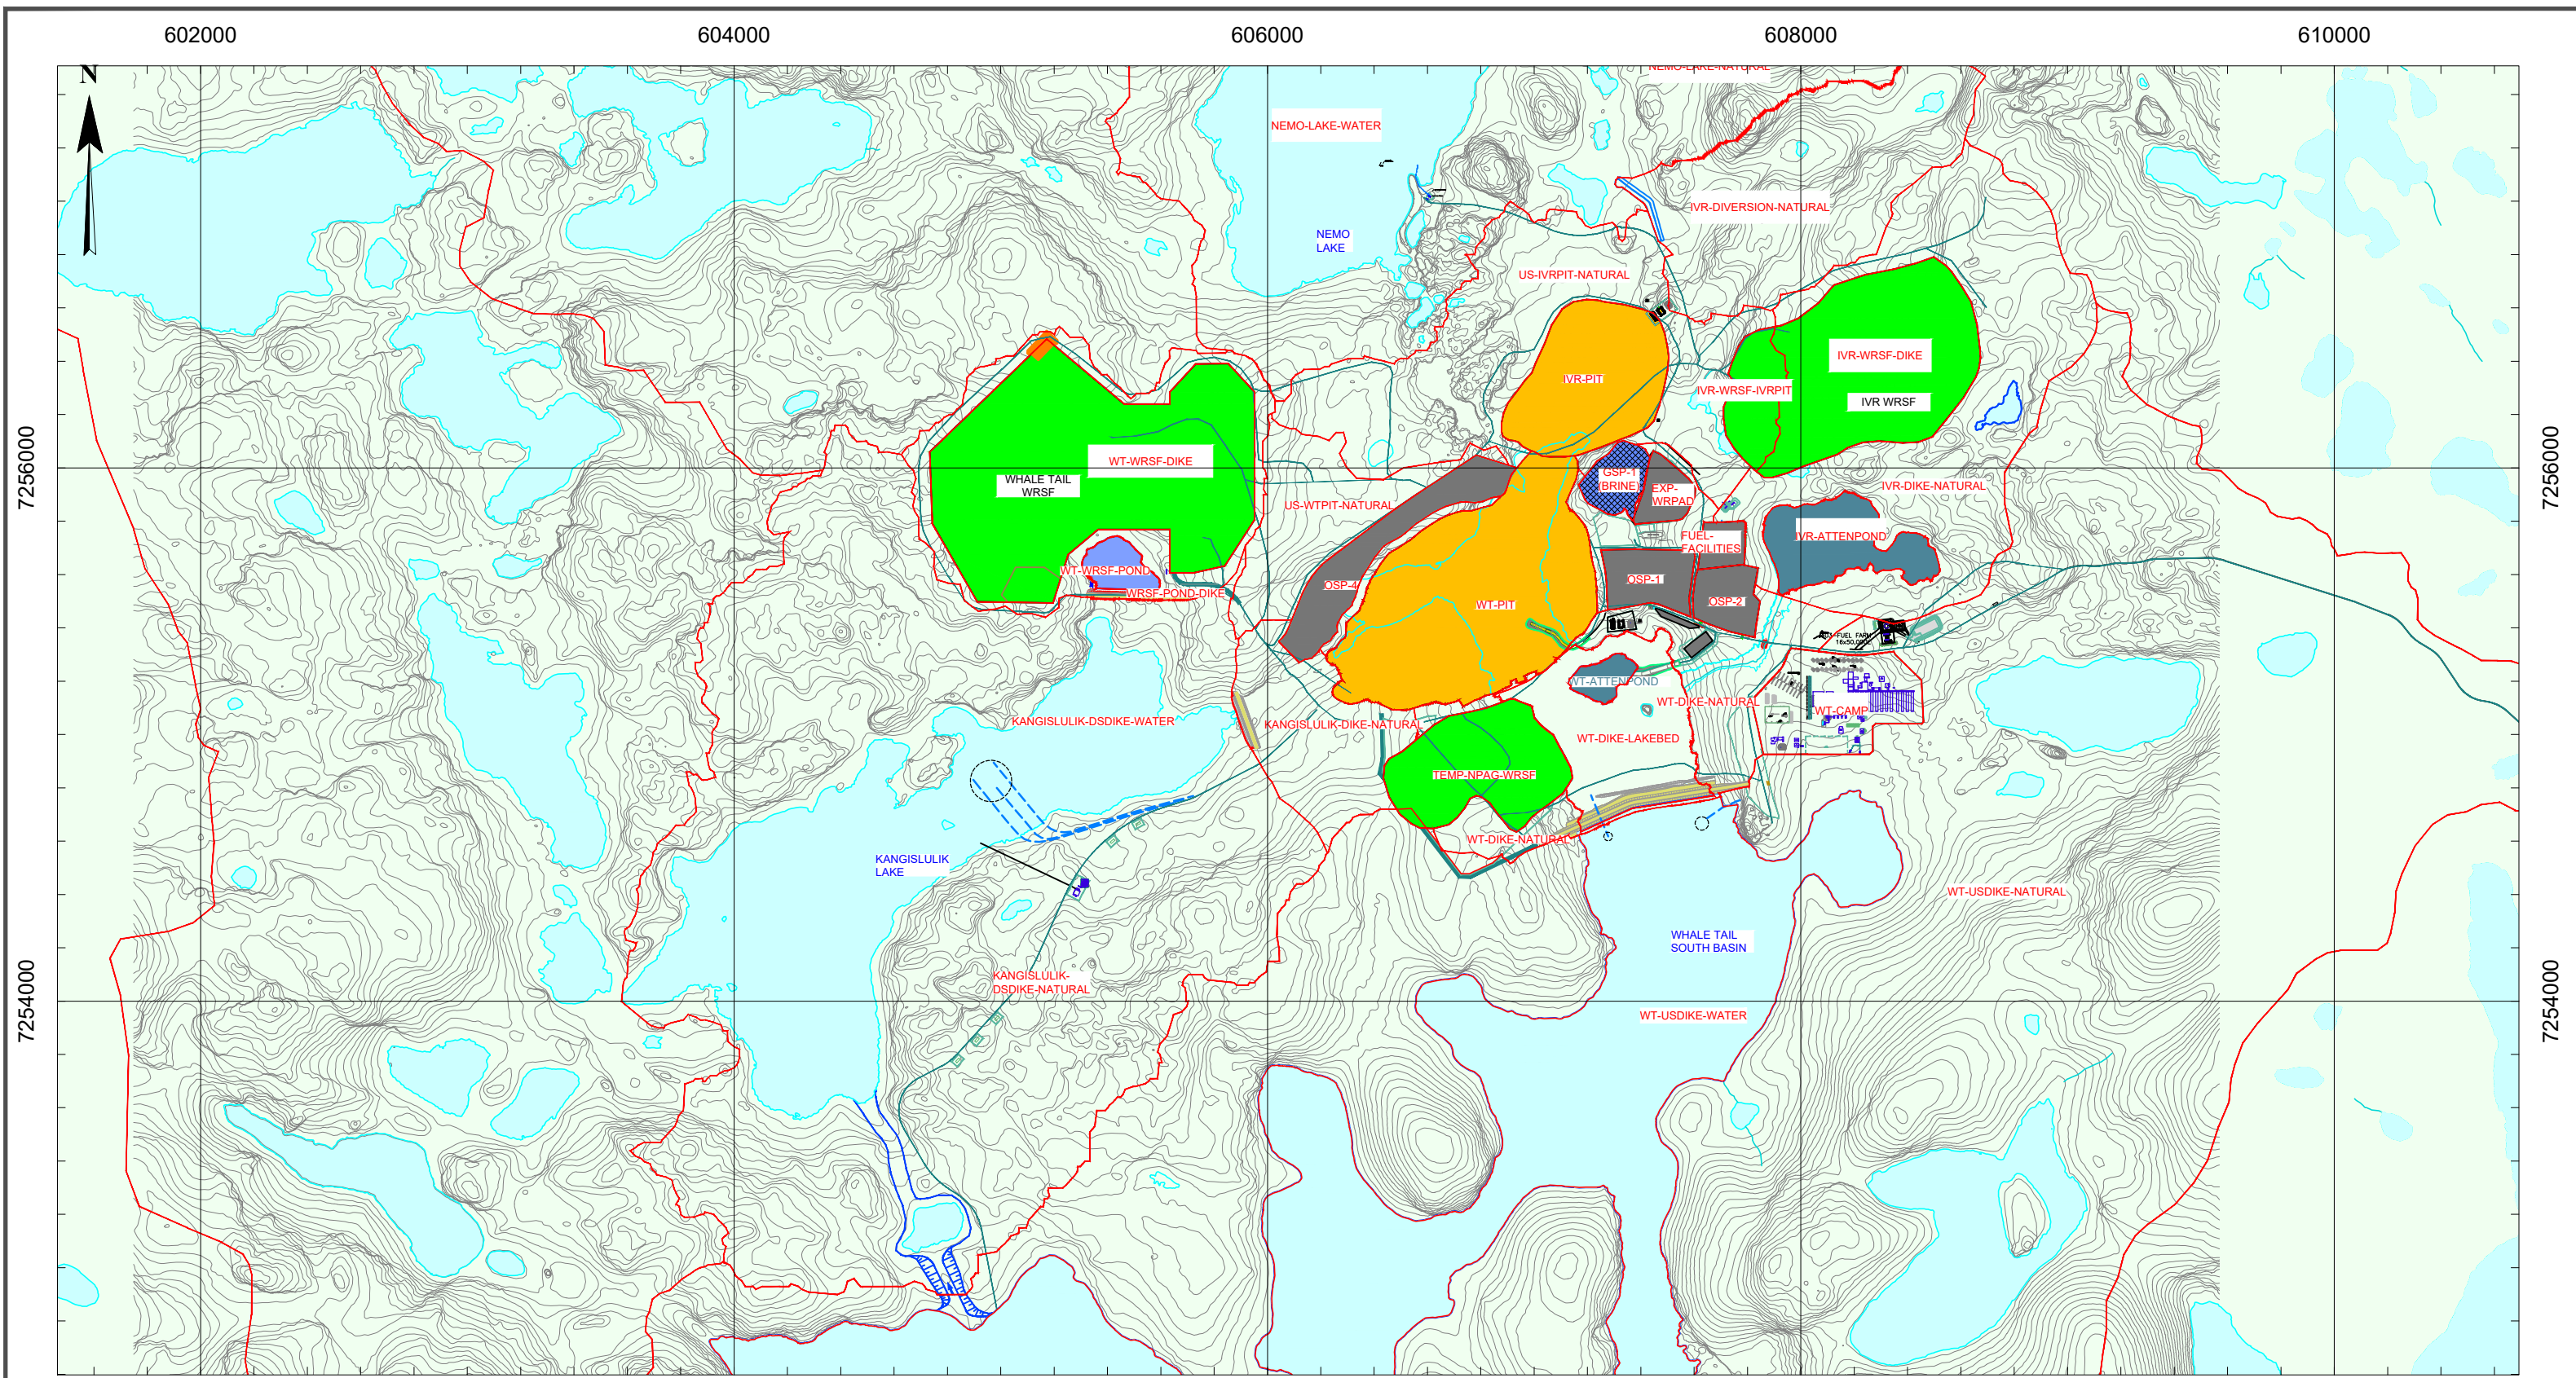 602000
604000
606000
608000
610000
N
NEMO-LAKE-NATURAL
NEMO-LAKE-WATER
IVR-DIVERSION-NATURAL
NEMO
LAKE
US-IVRPIT-NATURAL
IVR-WRSF-DIKE
IVR-PIT
IVR-WRSF-IVRPIT
IVR WRSF
7256000
7256000
WT-WRSF-DIKE
WHALE TAIL
WRSF
GSP-1
(BRINE)
EXP-
WRPAD
IVR-DIKE-NATURAL
US-WTPIT-NATURAL
FUEL-
FACILITIES
IVR-ATTENPOND
WT-WRSF-POND
OSP-4
OSP-1
WRSF-POND-DIKE
WT-PIT
OSP-2
FUEL FARM
16x50,000L
WT-ATTENPOND
WT-DIKE-NATURAL
WT-CAMP
KANGISLULIK-DSDIKE-WATER
KANGISLULIK-DIKE-NATURAL
WT-DIKE-LAKEBED
TEMP-NPAG-WRSF
WT-DIKE-NATURAL
KANGISLULIK
LAKE
WT-USDIKE-NATURAL
WHALE TAIL
SOUTH BASIN
KANGISLULIK-
DSDIKE-NATURAL
7254000
7254000
WT-USDIKE-WATER